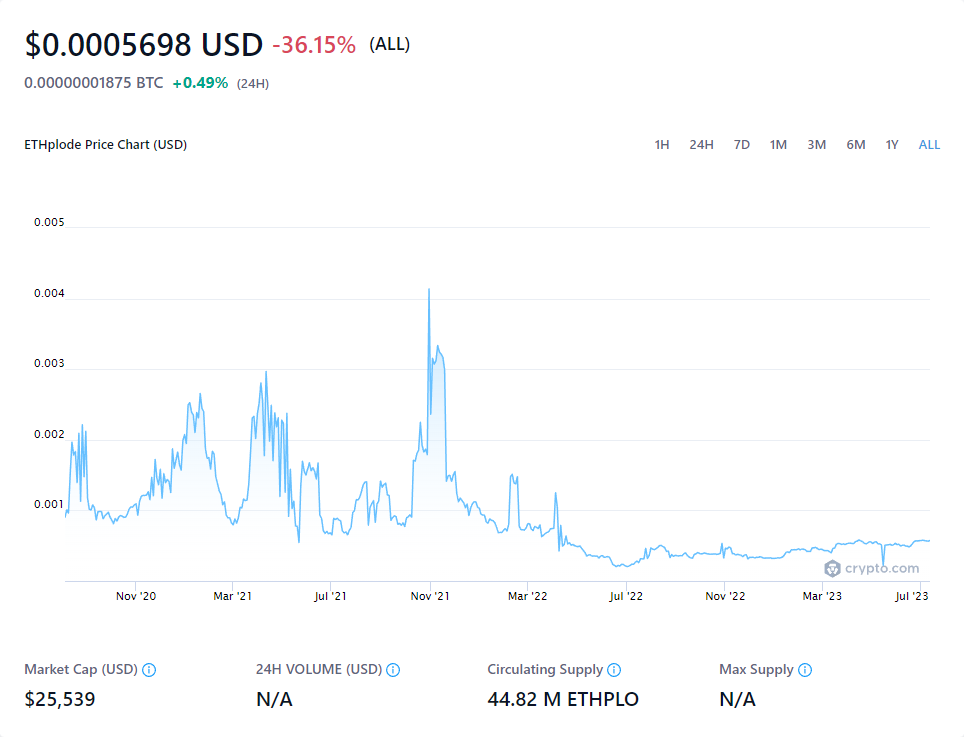 $0.0005698 USD -36.15% (ALL)
0.00000001875 BTC +0.49% (24H)
ETHplode Price Chart (USD) 1H 24H 7D 1M 3M 6M 1Y ALL
0.005
0.004
0.003
0.002
0.001
crypto.com
Nov '20 Mar '21 Jul '21 Nov '21 Mar '22 Jul '22 Nov '22 Mar '23 Jul '23
Market Cap (USD) 24H VOLUME (USD) Circulating Supply Max Supply
$25,539 N/A 44.82 M ETHPLO N/A